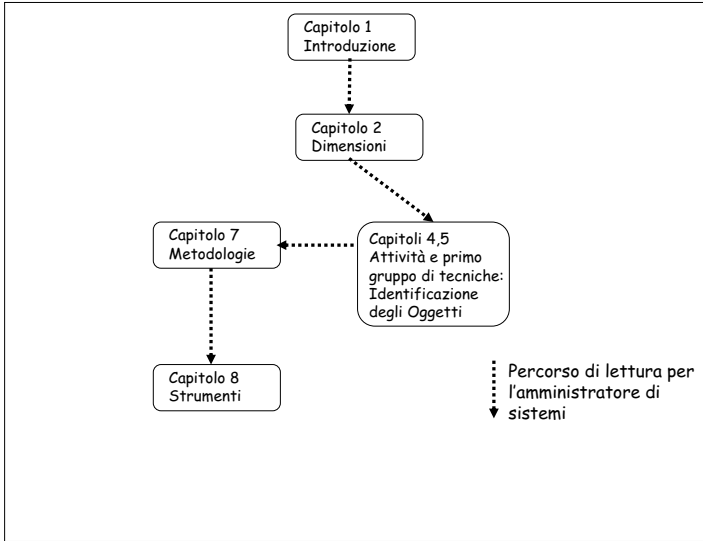 Capitolo 1
Introduzione
Capitolo 2
Dimensioni
Capitolo 7
Metodologie
Capitoli 4,5
Attività e primo
gruppo di tecniche:
Identificazione
degli Oggetti
Capitolo 8
Strumenti
Percorso di lettura per
l'amministratore di
sistemi